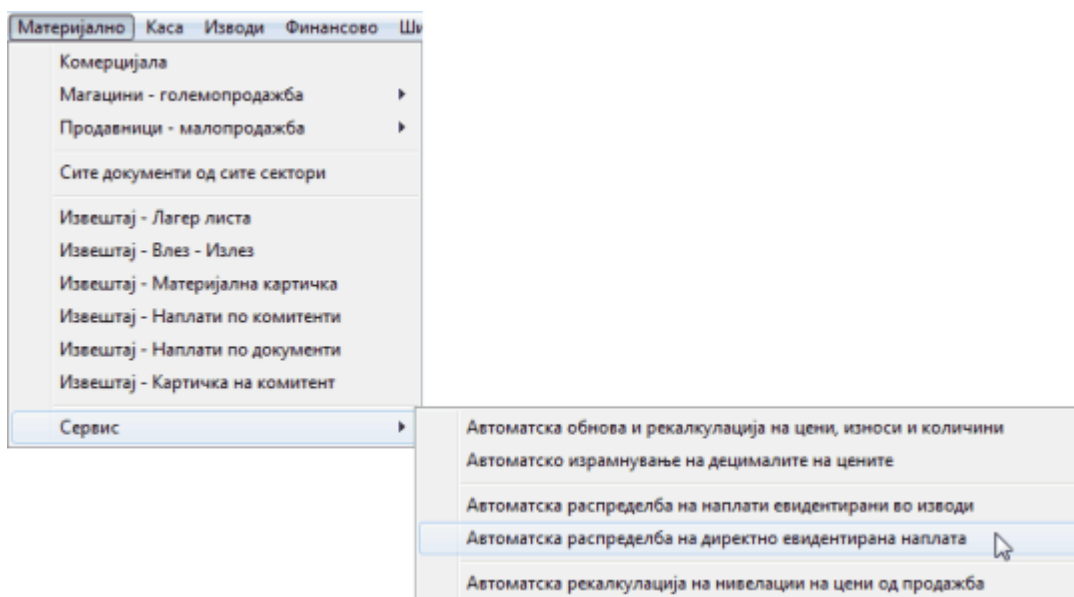 Материјално Каса Изводи Финансово
Комерцијала
Магацини - големопродажба
Продавници - малопродажба
Сите документи од сите сектори
Извештај - Лагер листа
Извештај - Влез - Излез
Извештај - Материјална картичка
Извештај - Наплати по комитенти
Извештај - Наплати по документи
Извештај - Картичка на комитент
Сервис
Автоматска обнова и рекалкулација на цени, износи и количини
Автоматско израмнување на децималите на цените
Автоматска распределба на наплати евидентирани во изводи
Автоматска распределба на директно евидентирана наплата
Автоматска рекалкулација на нивелации на цени од продажба